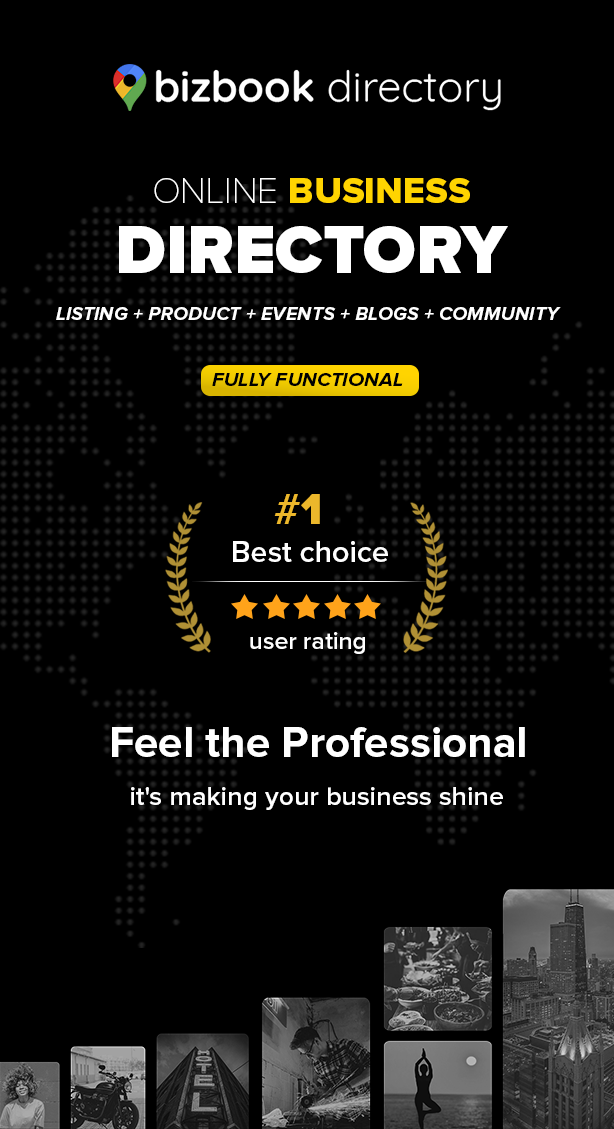 bizbook directory
ONLINE BUSINESS
DIRECTORY
LISTING + PRODUCT + EVENTS + BLOGS + COMMUNITY
FULLY FUNCTIONAL
#1
Best choice
user rating
Feel the Professional
it's making your business shine
HOTEL